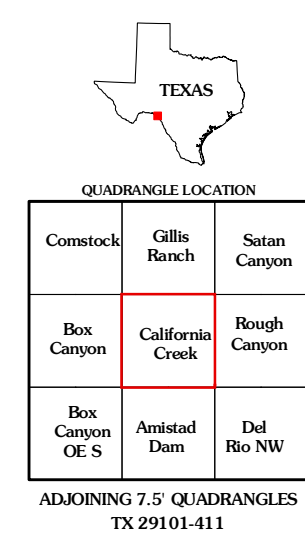 TEXAS
QUADRANGLE LOCATION
Comstock
Gillis
Ranch
Satan
Canyon
Box
Canyon
California
Creek
Rough
Canyon
Box
Canyon
OE S
Amistad
Dam
Del
Rio NW
ADJOINING 7.5' QUADRANGLES
TX 29101-411